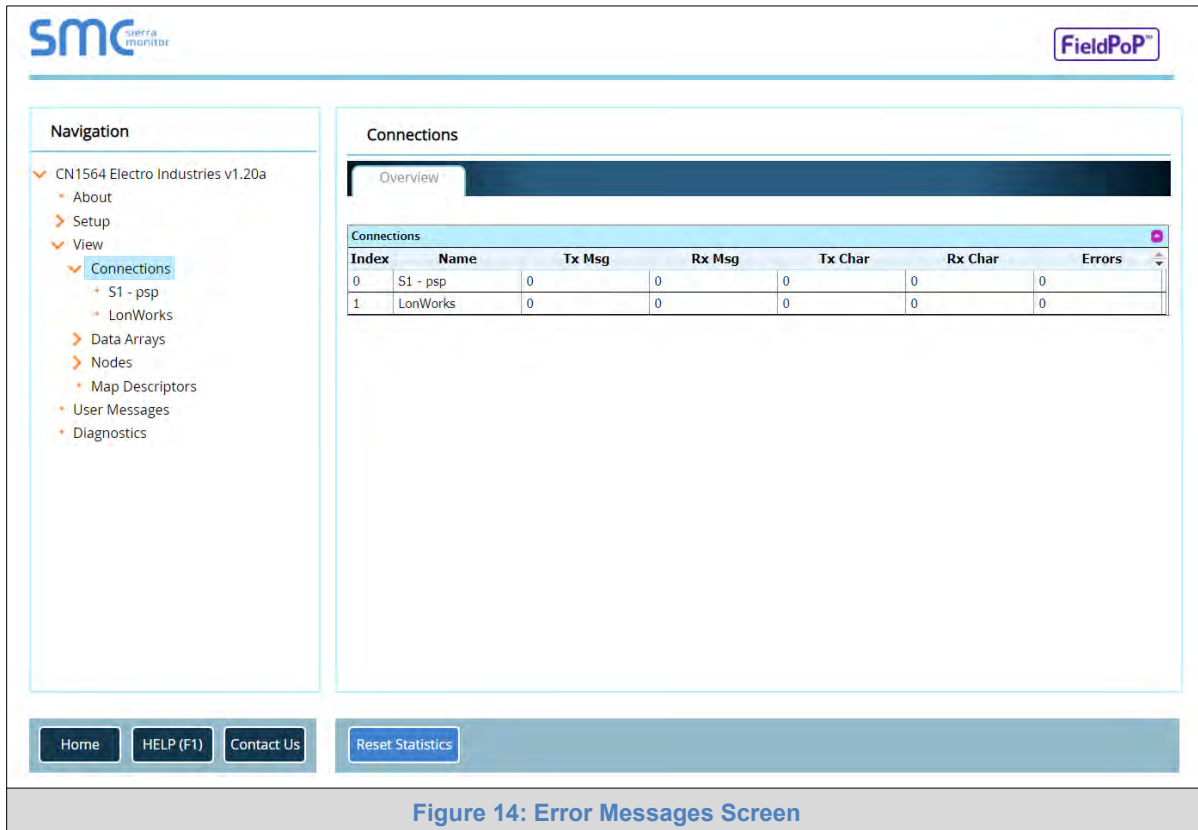 SMC sierra monitor
FieldPoP™
Navigation
CN1564 Electro Industries v1.20a
About
Setup
View
Connections
S1 - psp
LonWorks
Data Arrays
Nodes
Map Descriptors
User Messages
Diagnostics
Connections
Overview
Connections
Index Name Tx Msg Rx Msg Tx Char Rx Char Errors
0 S1 - psp 0 0 0 0 0
1 LonWorks 0 0 0 0 0
Home HELP (F1) Contact Us Reset Statistics
Figure 14: Error Messages Screen